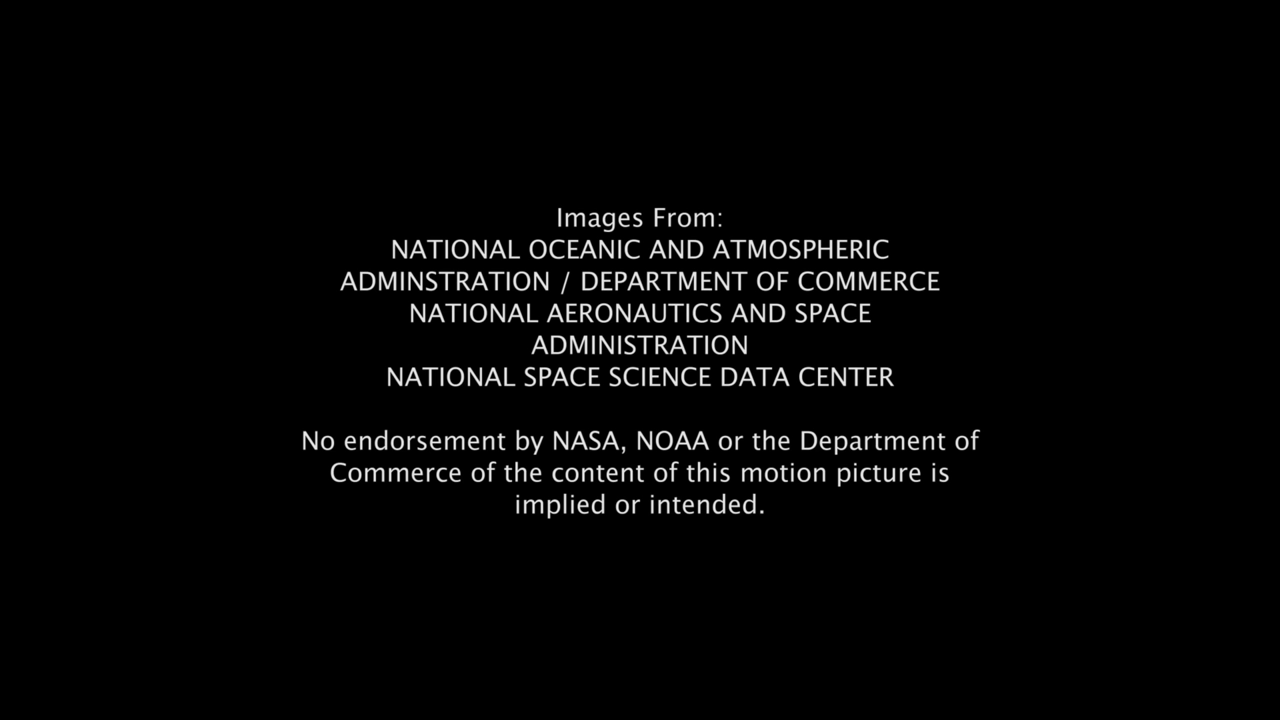 Images From:
NATIONAL OCEANIC AND ATMOSPHERIC
ADMINSTRATION / DEPARTMENT OF COMMERCE
NATIONAL AERONAUTICS AND SPACE
ADMINISTRATION
NATIONAL SPACE SCIENCE DATA CENTER
No endorsement by NASA, NOAA or the Department of
Commerce of the content of this motion picture is
implied or intended.